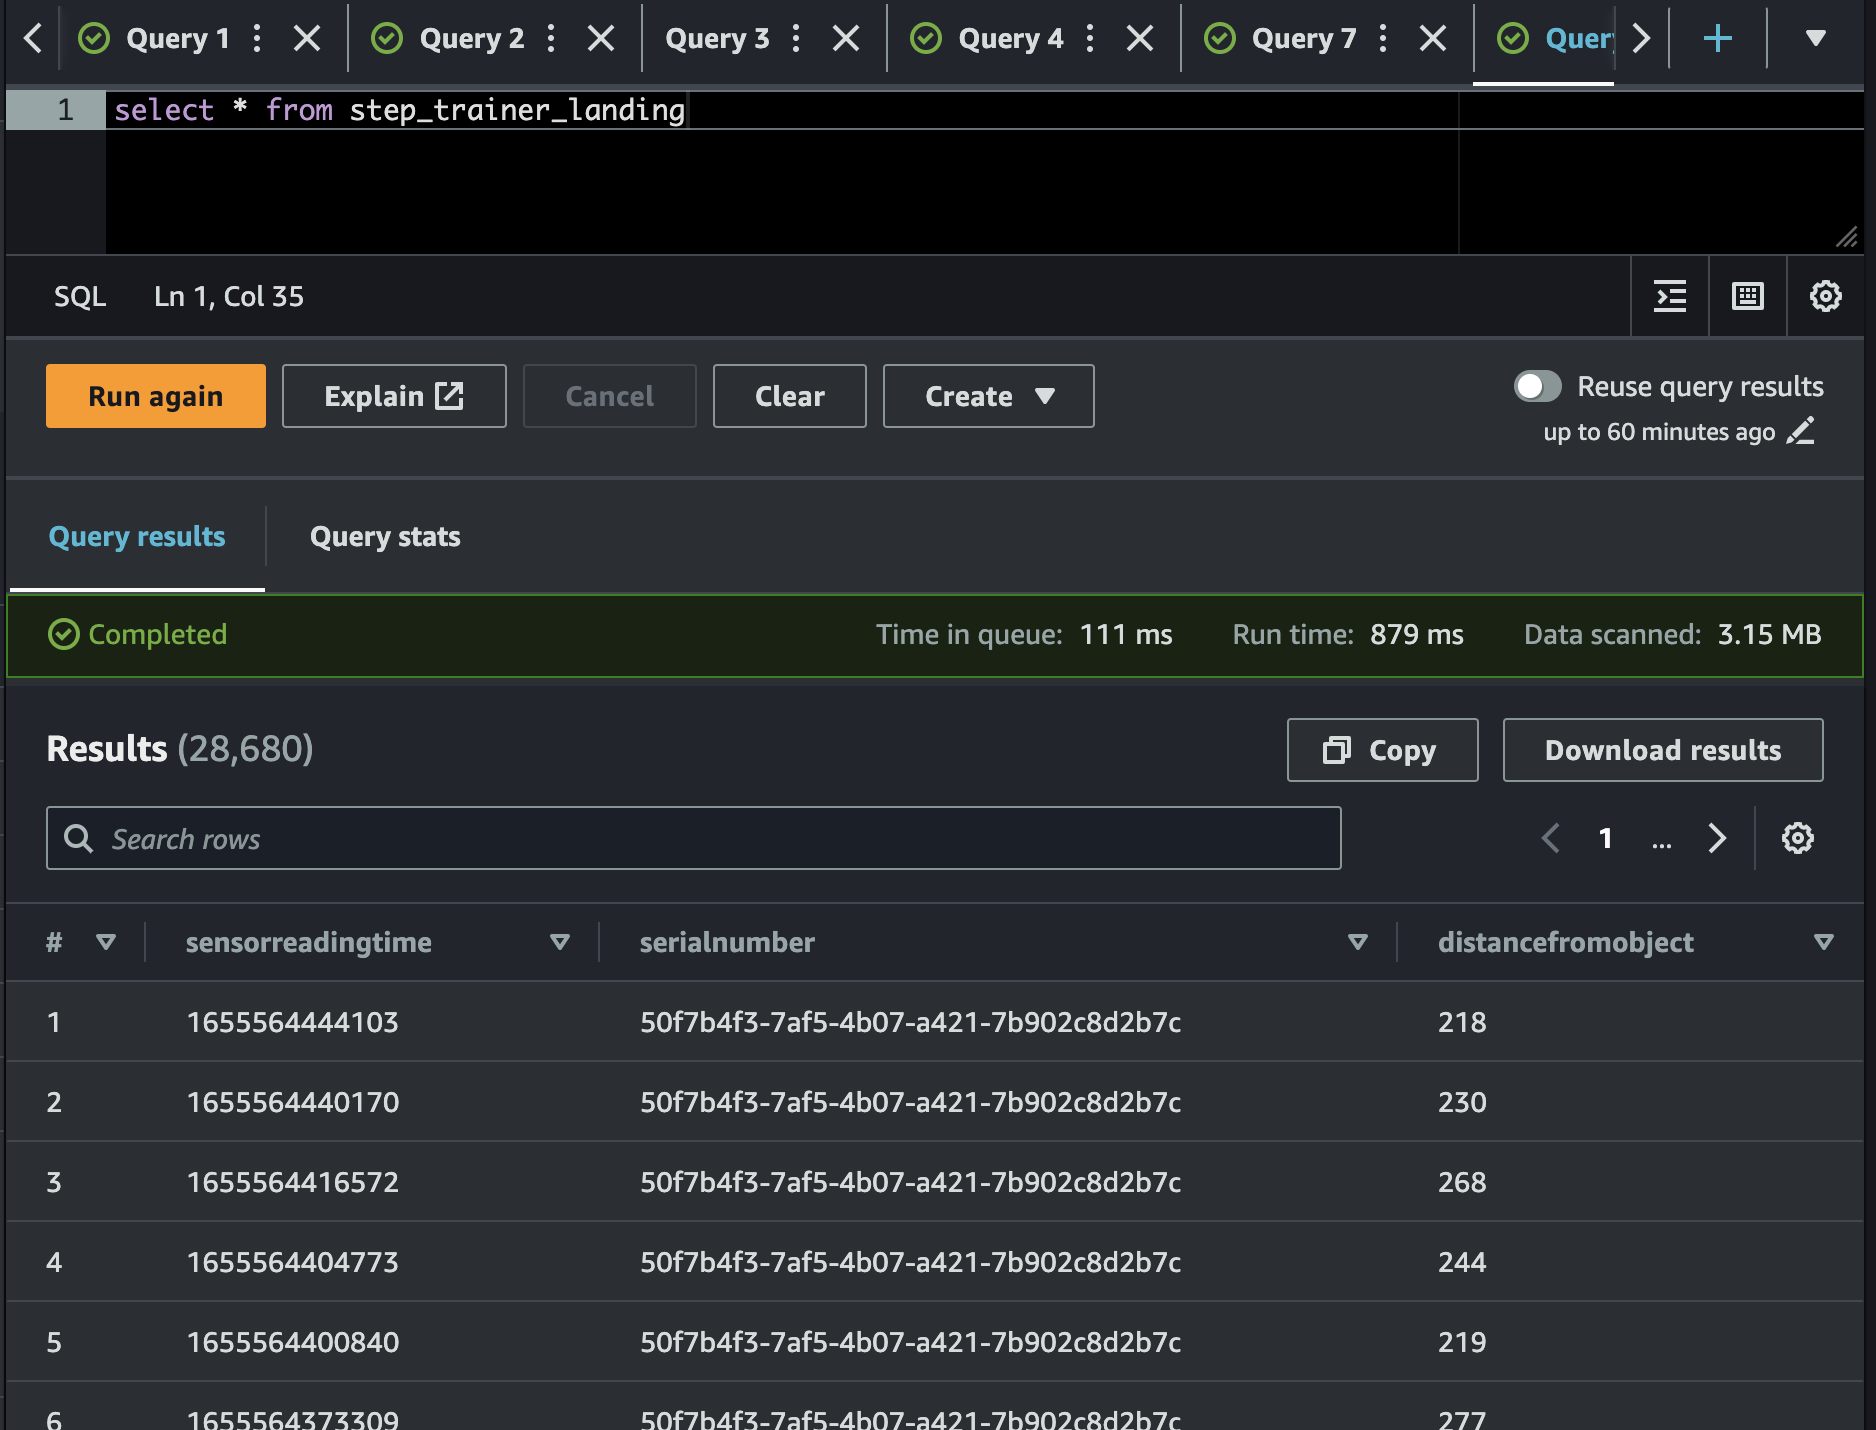 Query 1 Query 2 Query 3 Query 4 Query 7 Quer
1 select * from step_trainer_landing
SQL Ln 1, Col 35
Run again Explain Cancel Clear Create Reuse query results
up to 60 minutes ago
Query results Query stats
Completed Time in queue: 111 ms Run time: 879 ms Data scanned: 3.15 MB
Results (28,680) Copy Download results
Search rows 1 ...
# sensorreadingtime serialnumber distancefromobject
1 1655564444103 50f7b4f3-7af5-4b07-a421-7b902c8d2b7c 218
2 1655564440170 50f7b4f3-7af5-4b07-a421-7b902c8d2b7c 230
3 1655564416572 50f7b4f3-7af5-4b07-a421-7b902c8d2b7c 268
4 1655564404773 50f7b4f3-7af5-4b07-a421-7b902c8d2b7c 244
5 1655564400840 50f7b4f3-7af5-4b07-a421-7b902c8d2b7c 219
6 1655564373309 50f7b4f3-7af5-4b07-a421-7b902c8d2b7c 277